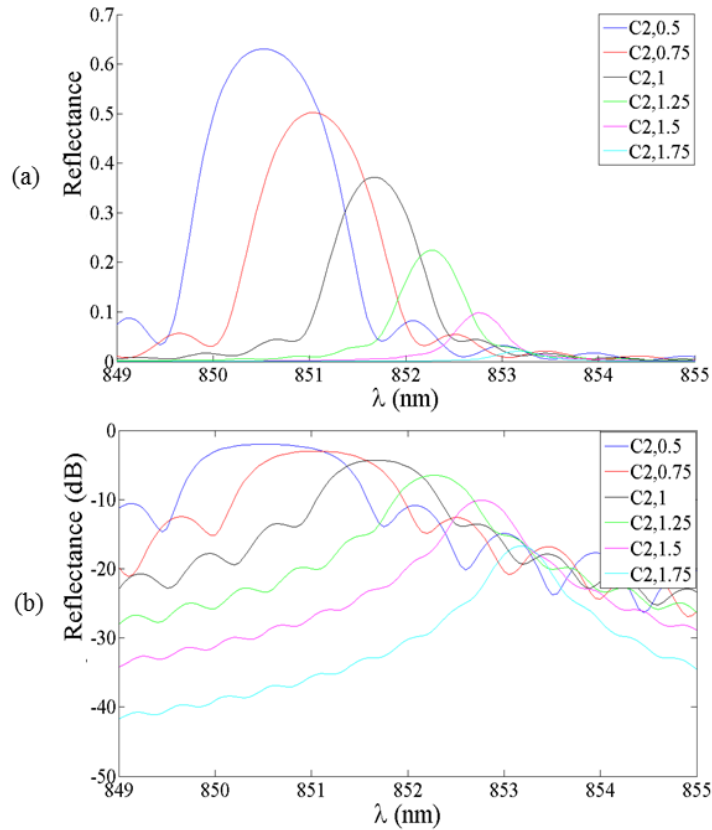 0.7
0.6
0.5
0.4
0.3
0.2
0.1
0
Reflectance
(a)
C2,0.5
C2,0.75
C2,1
C2,1.25
C2,1.5
C2,1.75
849 850 851 852 853 854 855
λ (nm)
0
-10
-20
-30
-40
-50
Reflectance (dB)
(b)
C2,0.5
C2,0.75
C2,1
C2,1.25
C2,1.5
C2,1.75
849 850 851 852 853 854 855
λ (nm)